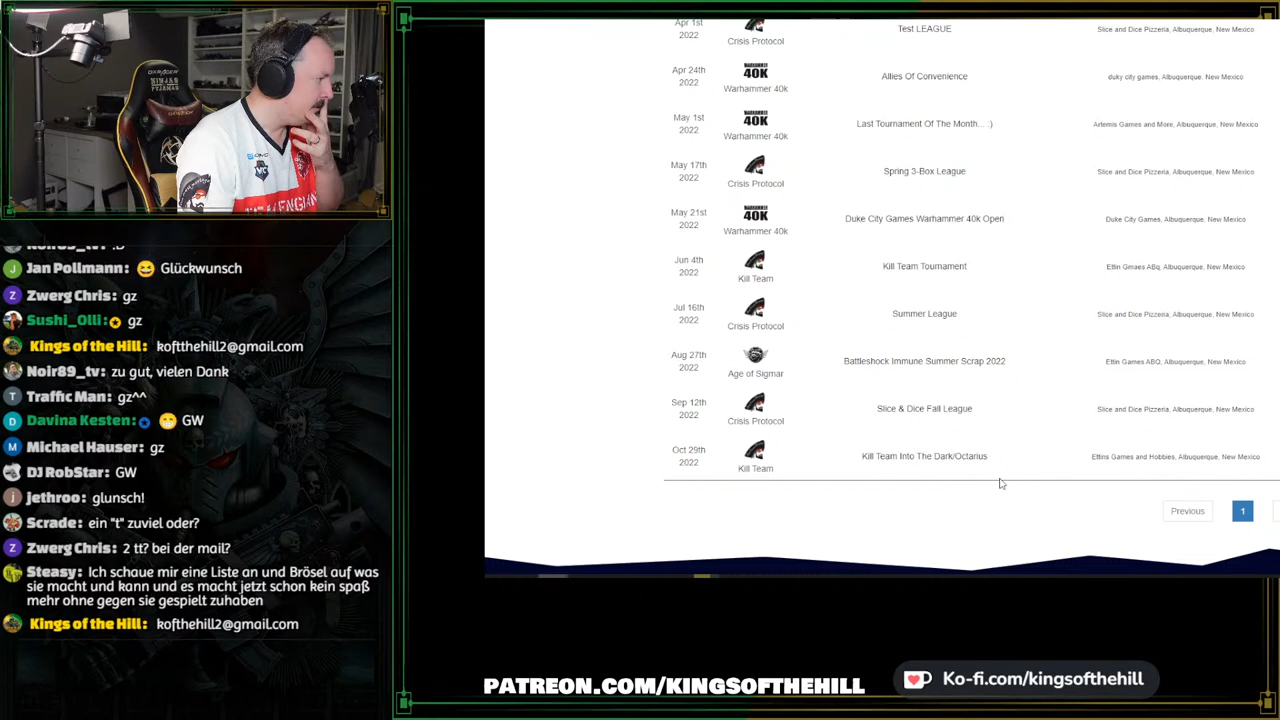 DXRACER
NINJAS
PYJAMAS
Noir89_tv: :D
Jan Pollmann: 😆 Glückwunsch
Zwerg Chris: gz
Sushi_Olli: gz
Kings of the Hill: koftthehill2@gmail.com
Noir89_tv: zu gut, vielen Dank
Traffic Man: gz^^
Davina Kesten: 😁 GW
Michael Hauser: gz
DJ RobStar: GW
jethroo: glunsch!
Scrade: ein "t" zuviel oder?
Zwerg Chris: 2 tt? bei der mail?
Steasy: Ich schaue mir eine Liste an und Brösel auf was
sie macht und kann und es macht jetzt schon kein spaß
mehr ohne gegen sie gespielt zuhaben
Kings of the Hill: kofthehill2@gmail.com
Apr 1st
2022
Crisis Protocol
Test LEAGUE
Slice and Dice Pizzeria, Albuquerque, New Mexico
Apr 24th
2022
WARHAMMER
40K
Warhammer 40k
Allies Of Convenience
duky city games, Albuquerque, New Mexico
May 1st
2022
WARHAMMER
40K
Warhammer 40k
Last Tournament Of The Month... :)
Artemis Games and More, Albuquerque, New Mexico
May 17th
2022
Crisis Protocol
Spring 3-Box League
Slice and Dice Pizzeria, Albuquerque, New Mexico
May 21st
2022
WARHAMMER
40K
Warhammer 40k
Duke City Games Warhammer 40k Open
Duke City Games, Albuquerque, New Mexico
Jun 4th
2022
Kill Team
Kill Team Tournament
Ettin Gmaes ABq, Albuquerque, New Mexico
Jul 16th
2022
Crisis Protocol
Summer League
Slice and Dice Pizzeria, Albuquerque, New Mexico
Aug 27th
2022
Age of Sigmar
Battleshock Immune Summer Scrap 2022
Ettin Games ABQ, Albuquerque, New Mexico
Sep 12th
2022
Crisis Protocol
Slice & Dice Fall League
Slice and Dice Pizzeria, Albuquerque, New Mexico
Oct 29th
2022
Kill Team
Kill Team Into The Dark/Octarius
Ettins Games and Hobbies, Albuquerque, New Mexico
Previous
1
PATREON.COM/KINGSOFTHEHILL
Ko-fi.com/kingsofthehill